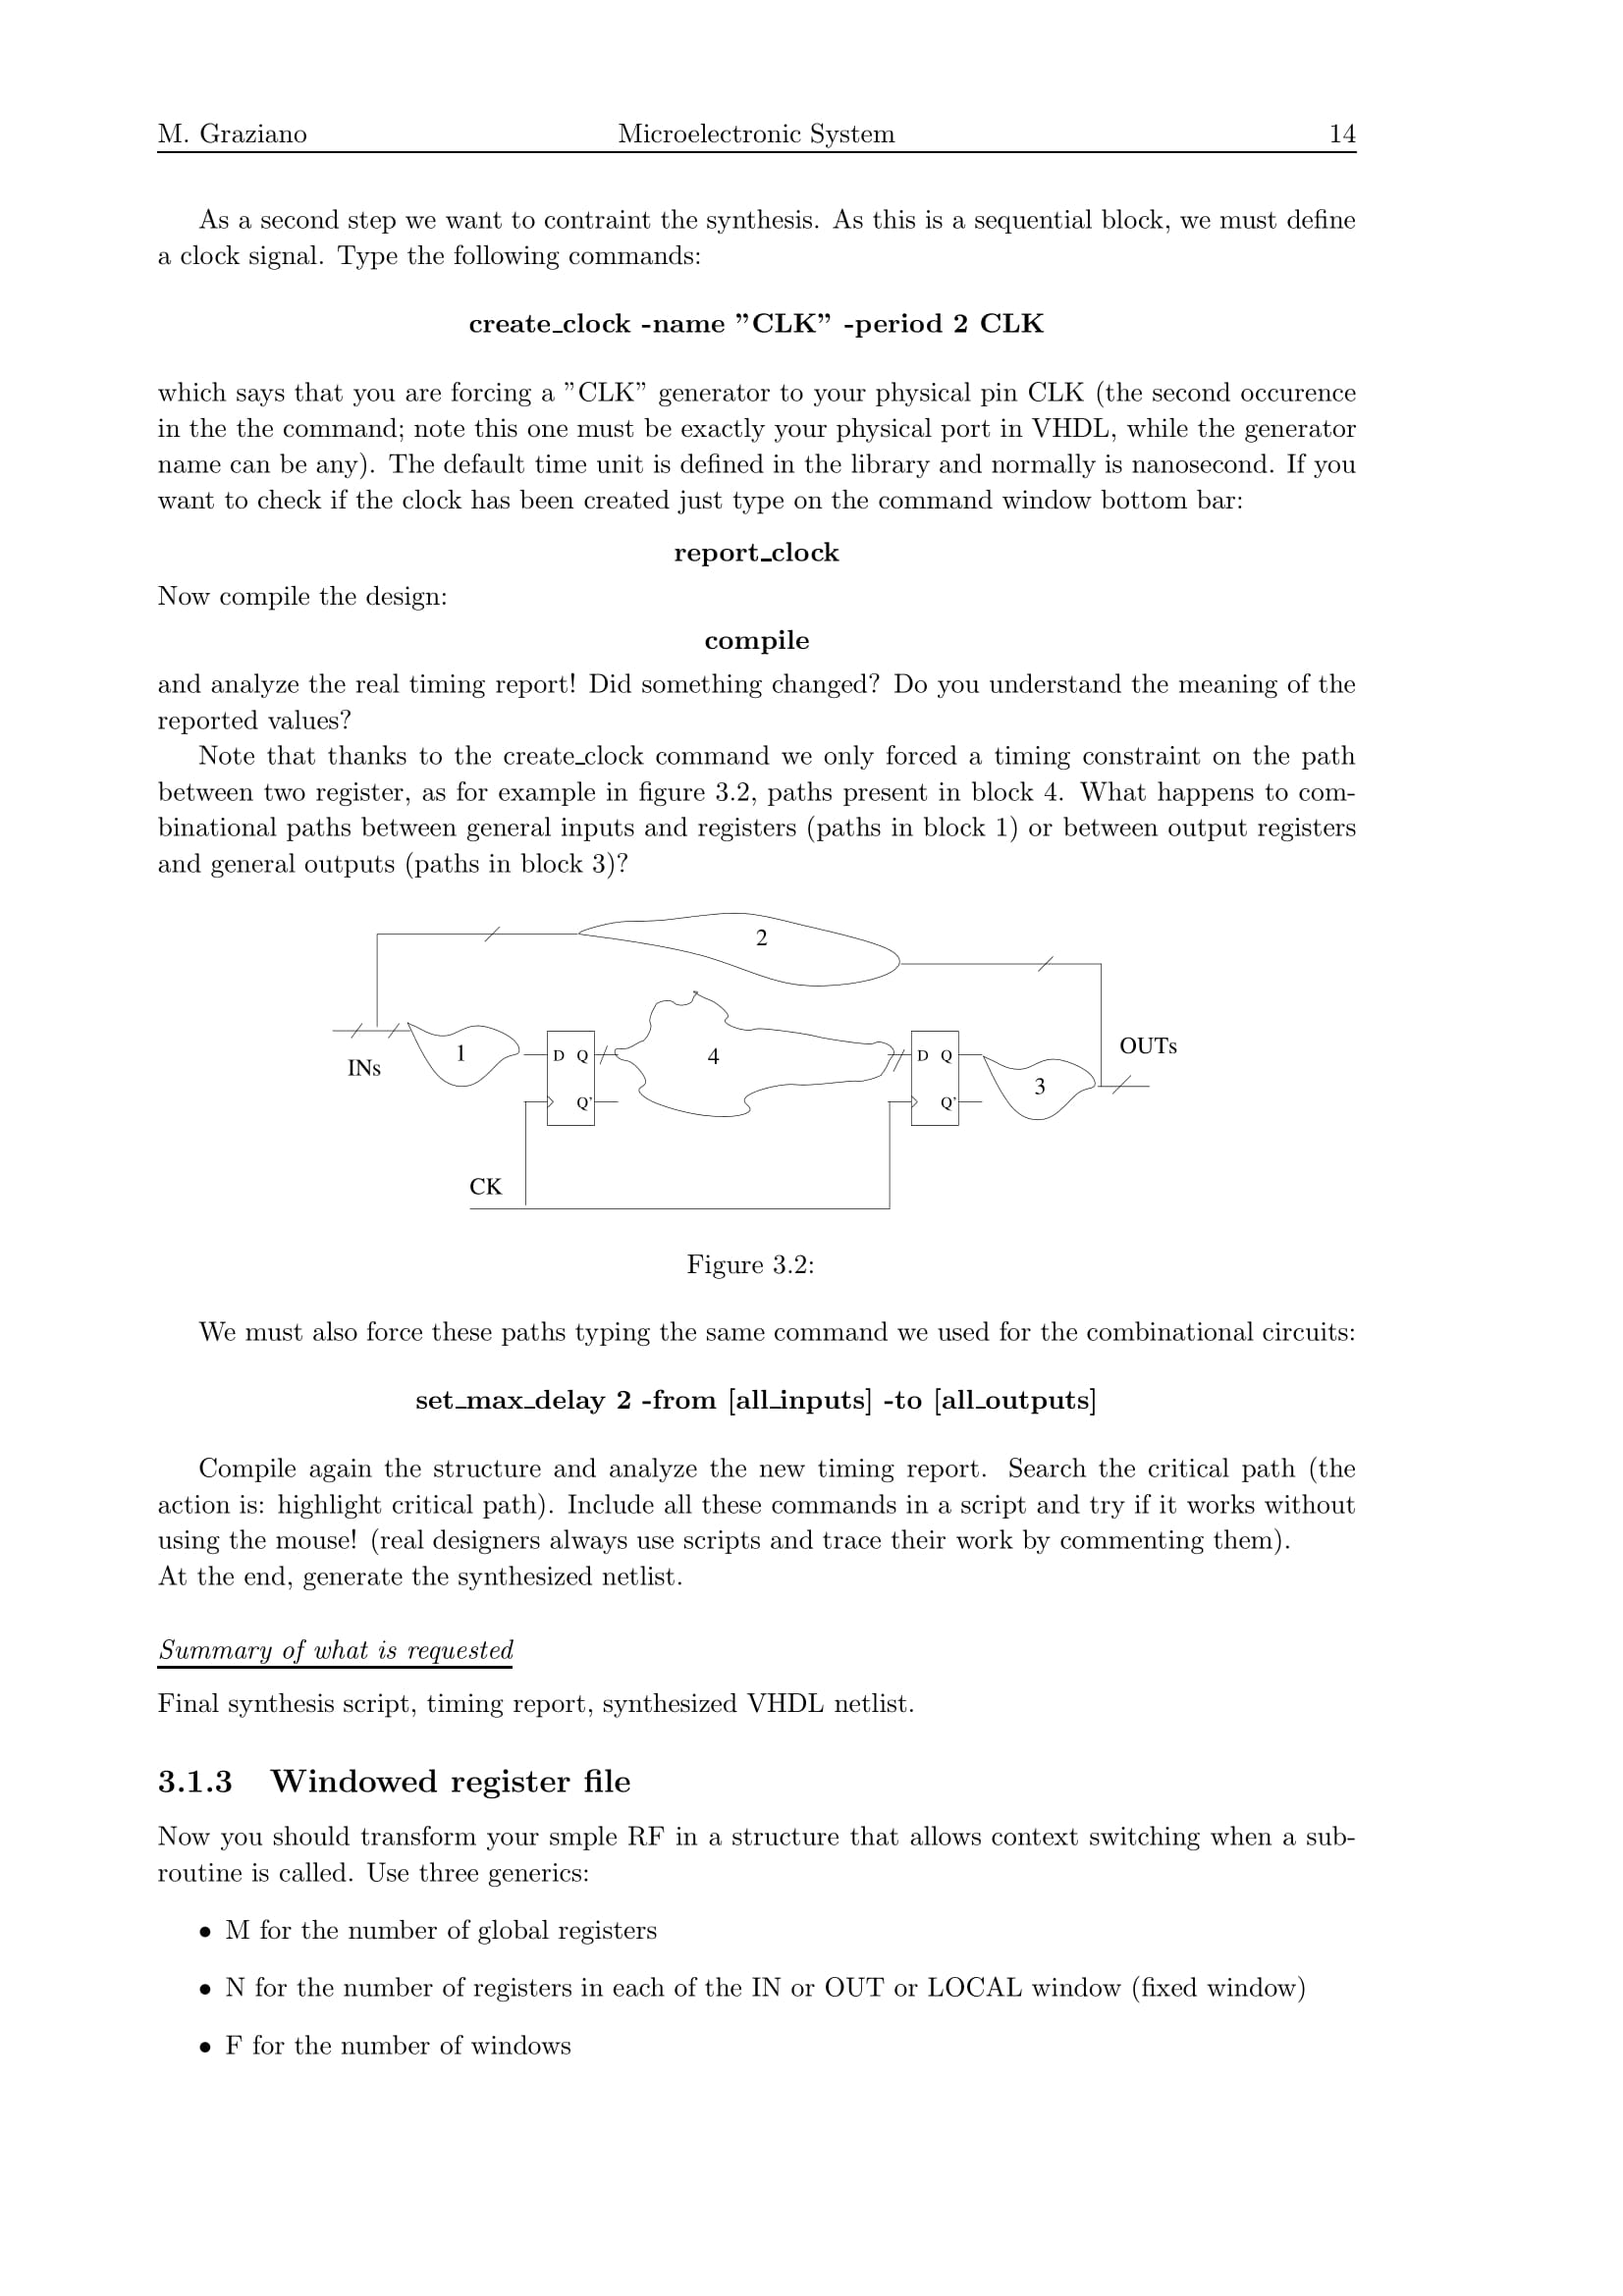 M. Graziano Microelectronic System 14
As a second step we want to contraint the synthesis. As this is a sequential block, we must define
a clock signal. Type the following commands:
create_clock -name ”CLK” -period 2 CLK
which says that you are forcing a ”CLK” generator to your physical pin CLK (the second occurence
in the the command; note this one must be exactly your physical port in VHDL, while the generator
name can be any). The default time unit is defined in the library and normally is nanosecond. If you
want to check if the clock has been created just type on the command window bottom bar:
report_clock
Now compile the design:
compile
and analyze the real timing report! Did something changed? Do you understand the meaning of the
reported values?
Note that thanks to the create_clock command we only forced a timing constraint on the path
between two register, as for example in figure 3.2, paths present in block 4. What happens to com-
binational paths between general inputs and registers (paths in block 1) or between output registers
and general outputs (paths in block 3)?
2
INs
1
D Q
Q'
4
D Q
Q'
3
OUTs
CK
Figure 3.2:
We must also force these paths typing the same command we used for the combinational circuits:
set_max_delay 2 -from [all_inputs] -to [all_outputs]
Compile again the structure and analyze the new timing report. Search the critical path (the
action is: highlight critical path). Include all these commands in a script and try if it works without
using the mouse! (real designers always use scripts and trace their work by commenting them).
At the end, generate the synthesized netlist.
Summary of what is requested
Final synthesis script, timing report, synthesized VHDL netlist.
3.1.3 Windowed register file
Now you should transform your smple RF in a structure that allows context switching when a sub-
routine is called. Use three generics:
• M for the number of global registers
• N for the number of registers in each of the IN or OUT or LOCAL window (fixed window)
• F for the number of windows